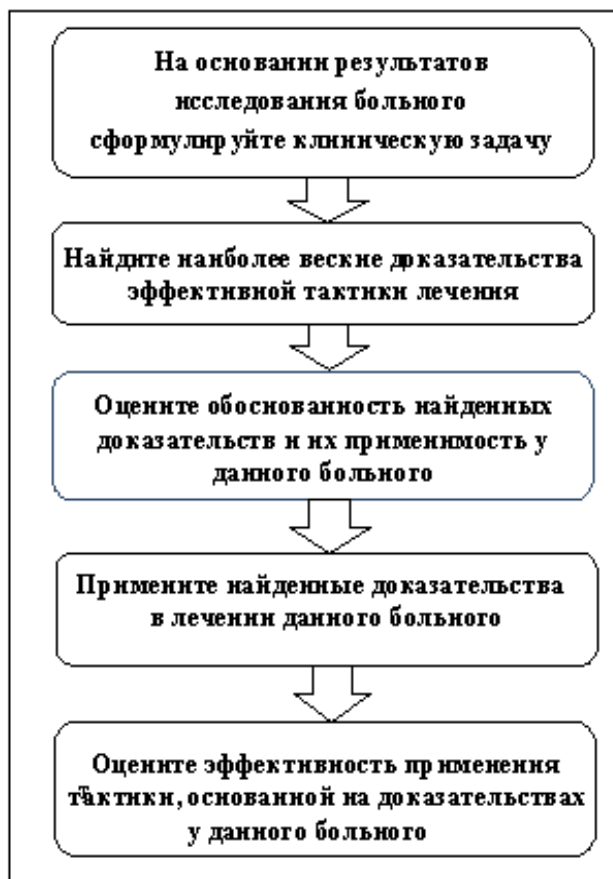 На основании результатов
исследования больного
сформулируйте клиническую задачу
Найдите наиболее веские доказательства
эффективной тактики лечения
Оцените обоснованность найденных
доказательств и их применимость у
данного больного
Примените найденные доказательства
в лечении данного больного
Оцените эффективность применения
тактики, основанной на доказательствах
у данного больного